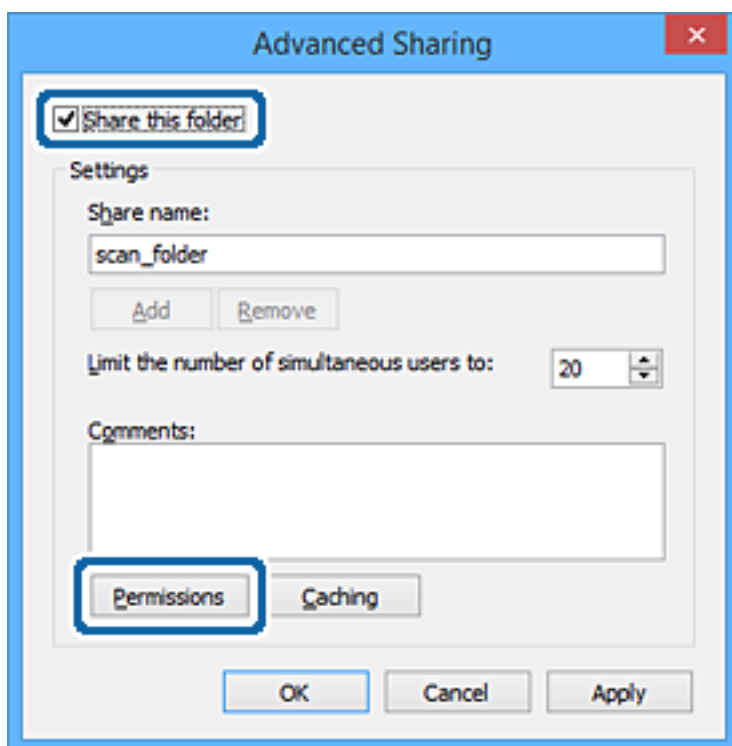 Advanced Sharing
Share this folder
Settings
Share name:
scan_folder
Add Remove
Limit the number of simultaneous users to: 20
Comments:
Permissions Caching
OK Cancel Apply